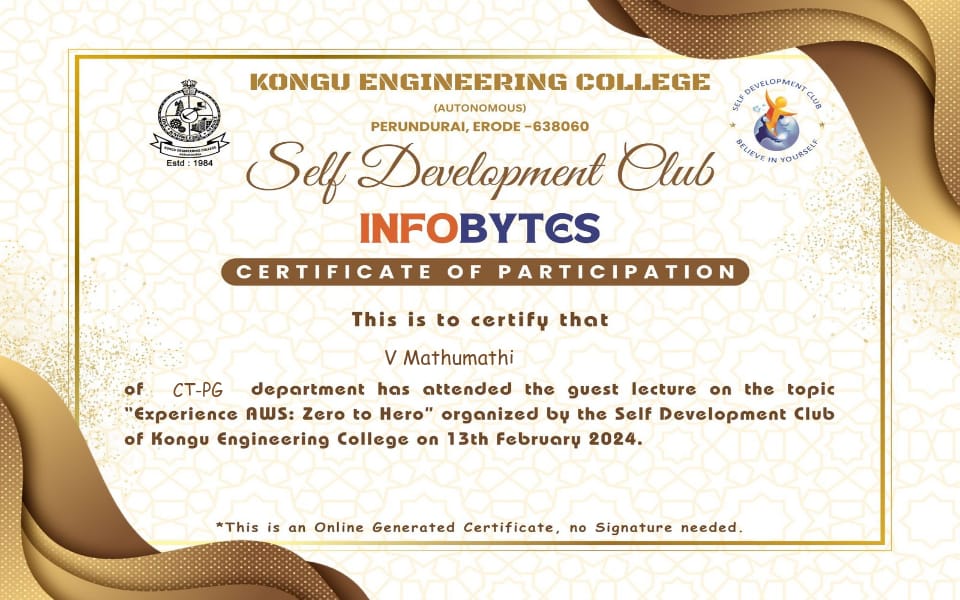 KONGU ENGINEERING COLLEGE
(AUTONOMOUS)
PERUNDURAI, ERODE -638060
KONGU ENGINEERING COLLEGE
Estd : 1984
SELF DEVELOPMENT CLUB
BELIEVE IN YOURSELF
Self Development Club
INFOBYTES
CERTIFICATE OF PARTICIPATION
This is to certify that
V Mathumathi
of CT-PG department has attended the guest lecture on the topic
"Experience AWS: Zero to Hero" organized by the Self Development Club
of Kongu Engineering College on 13th February 2024.
*This is an Online Generated Certificate, no Signature needed.